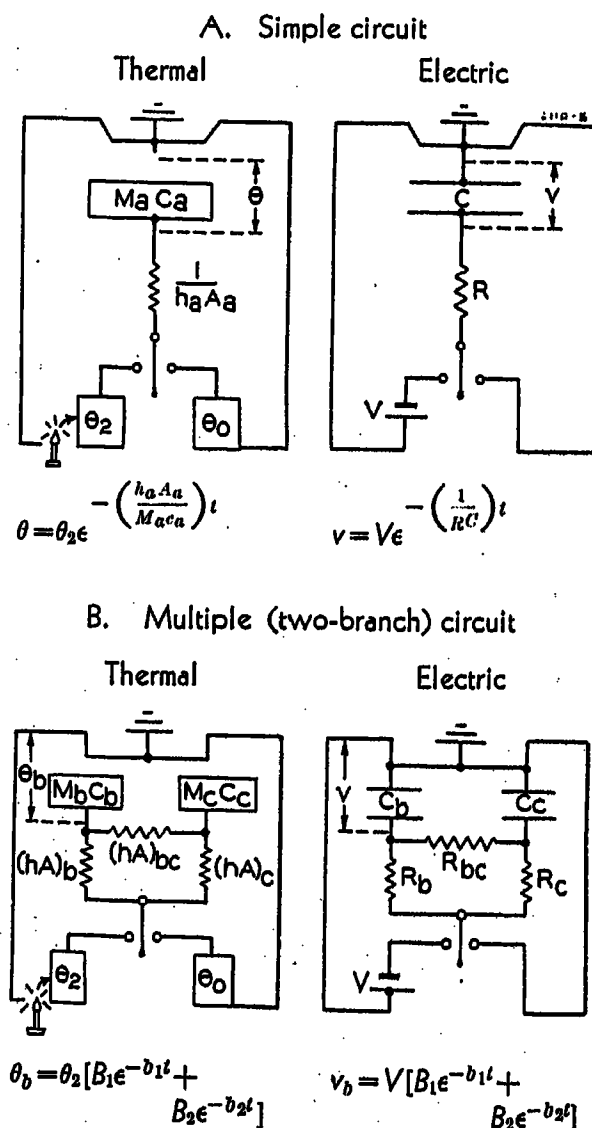 A. Simple circuit
Thermal Electric
MaCa θ C V
1/haAa R
θ2 θ0 V
θ=θ2ϵ^-(haAa/Maca)t v=Vϵ^-(1/RC)t
B. Multiple (two-branch) circuit
Thermal Electric
θb MbCb McCc V Cb Cc
(hA)b (hA)bc (hA)c Rb Rbc Rc
θ2 θ0 V
θb=θ2[B1ϵ^-b1t+ vb=V[B1ϵ^-b1t+
B2ϵ^-b2t] B2ϵ^-b2t]